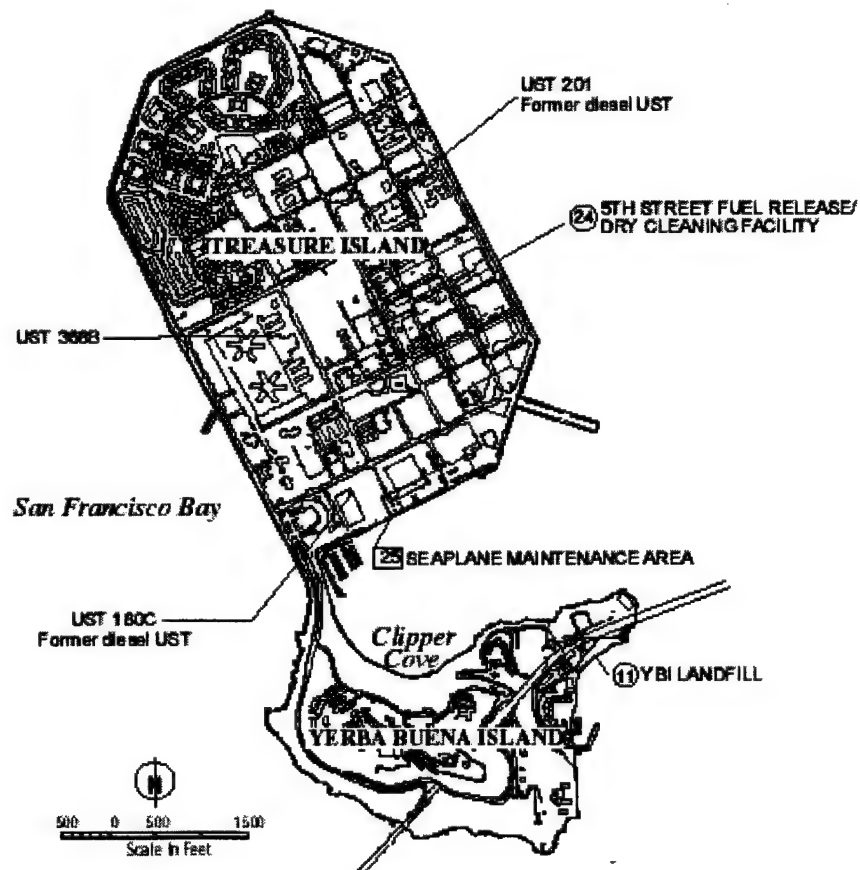 UST 201
Former diesel UST
24 5TH STREET FUEL RELEASE/
DRY CLEANING FACILITY
TREASURE ISLAND
UST 368B
San Francisco Bay
25 SEAPLANE MAINTENANCE AREA
UST 180C
Former diesel UST
Clipper
Cove
11 YBI LANDFILL
YERBA BUENA ISLAND
N
500 0 500 1500
Scale in Feet